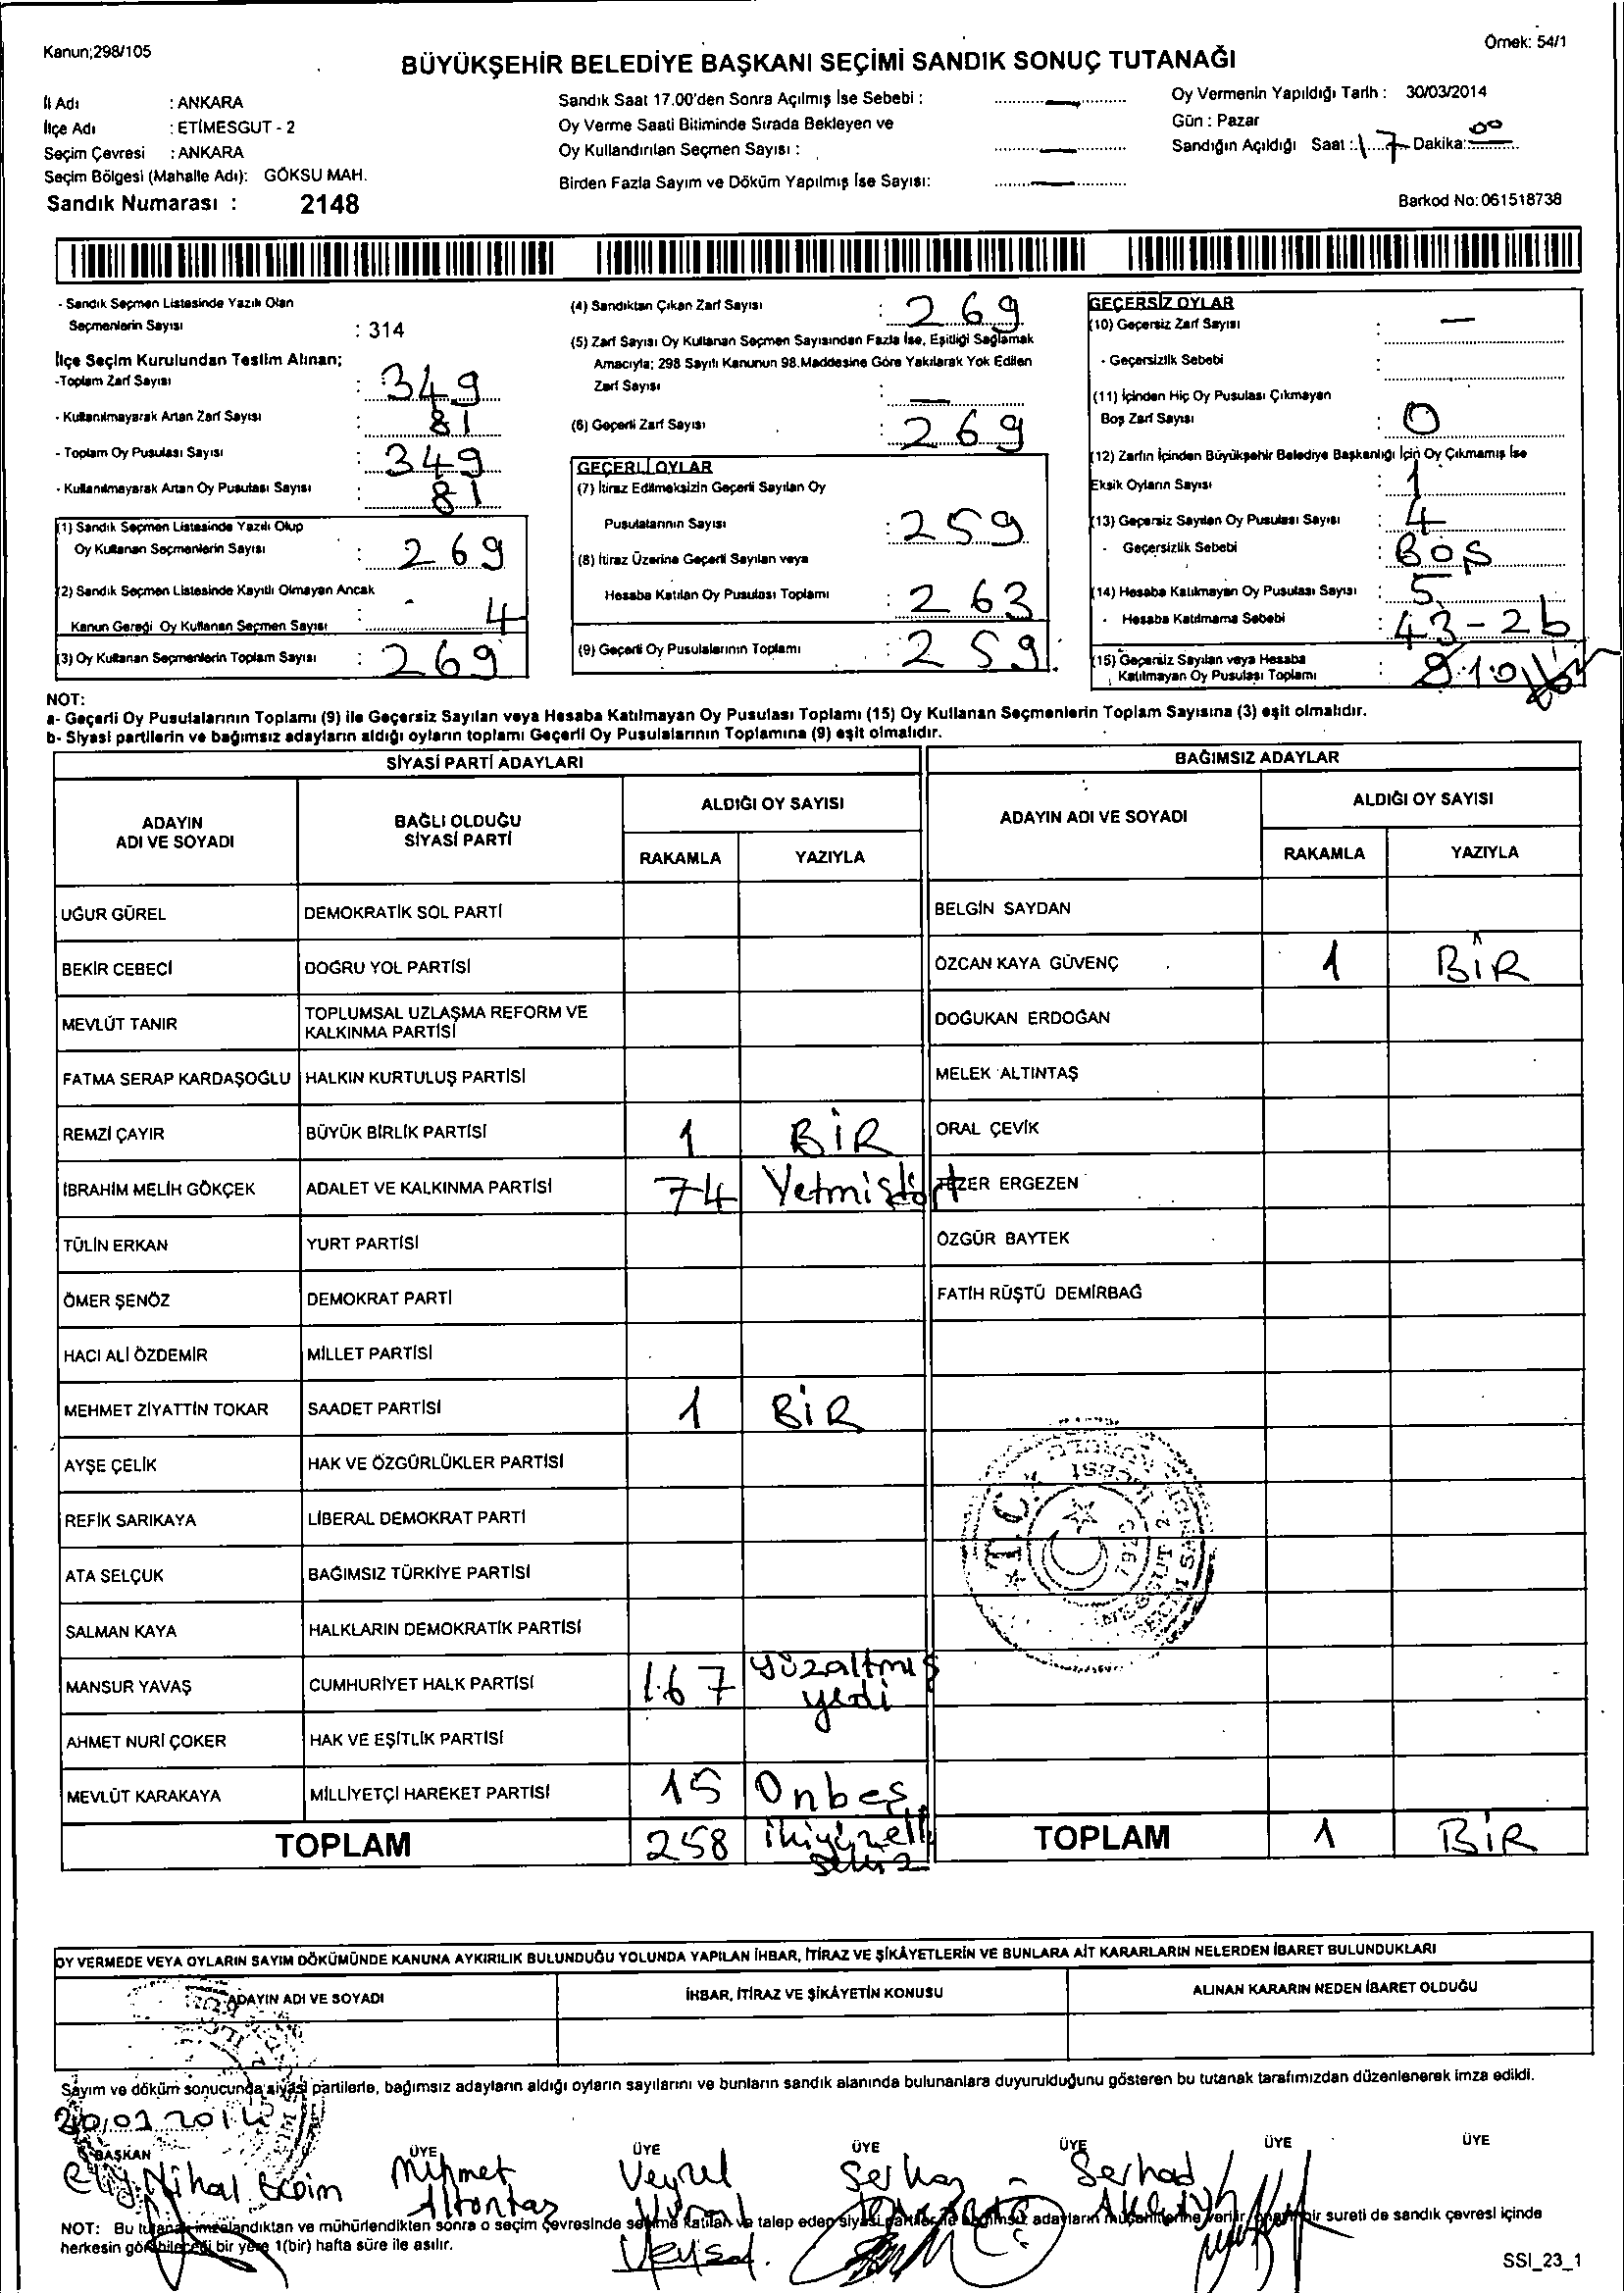 Kanun;298/105
Örnek: 54/1
BÜYÜKŞEHİR BELEDİYE BAŞKANI SEÇİMİ SANDIK SONUÇ TUTANAĞI
İl Adı : ANKARA
İlçe Adı : ETİMESGUT - 2
Seçim Çevresi : ANKARA
Seçim Bölgesi (Mahalle Adı): GÖKSU MAH.
Sandık Numarası : 2148
Sandık Saat 17.00'den Sonra Açılmış İse Sebebi : —
Oy Verme Saati Bitiminde Sırada Bekleyen ve
Oy Kullandırılan Seçmen Sayısı : —
Birden Fazla Sayım ve Döküm Yapılmış İse Sayısı: —
Oy Vermenin Yapıldığı Tarih : 30/03/2014
Gün : Pazar
Sandığın Açıldığı Saat : 17 Dakika: 00
Barkod No: 061518738
- Sandık Seçmen Listesinde Yazılı Olan
Seçmenlerin Sayısı : 314
İlçe Seçim Kurulundan Teslim Alınan;
-Toplam Zarf Sayısı : 349
- Kullanılmayarak Artan Zarf Sayısı : 81
- Toplam Oy Pusulası Sayısı : 349
- Kullanılmayarak Artan Oy Pusulası Sayısı : 81
(1) Sandık Seçmen Listesinde Yazılı Olup
Oy Kullanan Seçmenlerin Sayısı : 269
(2) Sandık Seçmen Listesinde Kayıtlı Olmayan Ancak
Kanun Gereği Oy Kullanan Seçmen Sayısı : 4
(3) Oy Kullanan Seçmenlerin Toplam Sayısı : 269
(4) Sandıktan Çıkan Zarf Sayısı : 269
(5) Zarf Sayısı Oy Kullanan Seçmen Sayısından Fazla İse, Eşitliği Sağlamak
Amacıyla; 298 Sayılı Kanunun 98.Maddesine Göre Yakılarak Yok Edilen
Zarf Sayısı : —
(6) Geçerli Zarf Sayısı : 269
GEÇERLİ OYLAR
(7) İtiraz Edilmeksizin Geçerli Sayılan Oy
Pusulalarının Sayısı : 259
(8) İtiraz Üzerine Geçerli Sayılan veya
Hesaba Katılan Oy Pusulası Toplamı : 263
(9) Geçerli Oy Pusulalarının Toplamı : 259
GEÇERSİZ OYLAR
(10) Geçersiz Zarf Sayısı : —
- Geçersizlik Sebebi :
(11) İçinden Hiç Oy Pusulası Çıkmayan
Boş Zarf Sayısı : 0
(12) Zarfın İçinden Büyükşehir Belediye Başkanlığı İçin Oy Çıkmamış İse
Eksik Oyların Sayısı : 1
(13) Geçersiz Sayılan Oy Pusulası Sayısı : 4
- Geçersizlik Sebebi : BOŞ
(14) Hesaba Katılmayan Oy Pusulası Sayısı : 5
- Hesaba Katılmama Sebebi : 43-2b
(15) Geçersiz Sayılan veya Hesaba
Katılmayan Oy Pusulası Toplamı : 10
NOT:
a- Geçerli Oy Pusulalarının Toplamı (9) ile Geçersiz Sayılan veya Hesaba Katılmayan Oy Pusulası Toplamı (15) Oy Kullanan Seçmenlerin Toplam Sayısına (3) eşit olmalıdır.
b- Siyasi partilerin ve bağımsız adayların aldığı oyların toplamı Geçerli Oy Pusulalarının Toplamına (9) eşit olmalıdır.
SİYASİ PARTİ ADAYLARI
ADAYIN ADI VE SOYADI BAĞLI OLDUĞU SİYASİ PARTİ ALDIĞI OY SAYISI
RAKAMLA YAZIYLA
UĞUR GÜREL DEMOKRATİK SOL PARTİ
BEKİR CEBECİ DOĞRU YOL PARTİSİ
MEVLÜT TANIR TOPLUMSAL UZLAŞMA REFORM VE KALKINMA PARTİSİ
FATMA SERAP KARDAŞOĞLU HALKIN KURTULUŞ PARTİSİ
REMZİ ÇAYIR BÜYÜK BİRLİK PARTİSİ 1 BİR
İBRAHİM MELİH GÖKÇEK ADALET VE KALKINMA PARTİSİ 74 Yetmişdört
TÜLİN ERKAN YURT PARTİSİ
ÖMER ŞENÖZ DEMOKRAT PARTİ
HACI ALİ ÖZDEMİR MİLLET PARTİSİ
MEHMET ZİYATTİN TOKAR SAADET PARTİSİ 1 BİR
AYŞE ÇELİK HAK VE ÖZGÜRLÜKLER PARTİSİ
REFİK SARIKAYA LİBERAL DEMOKRAT PARTİ
ATA SELÇUK BAĞIMSIZ TÜRKİYE PARTİSİ
SALMAN KAYA HALKLARIN DEMOKRATİK PARTİSİ
MANSUR YAVAŞ CUMHURİYET HALK PARTİSİ 167 yüzaltmış yedi
AHMET NURİ ÇOKER HAK VE EŞİTLİK PARTİSİ
MEVLÜT KARAKAYA MİLLİYETÇİ HAREKET PARTİSİ 15 Onbeş
TOPLAM 258 ikiyüzelli sekiz
BAĞIMSIZ ADAYLAR
ADAYIN ADI VE SOYADI ALDIĞI OY SAYISI
RAKAMLA YAZIYLA
BELGİN SAYDAN
ÖZCAN KAYA GÜVENÇ 1 BİR
DOĞUKAN ERDOĞAN
MELEK ALTINTAŞ
ORAL ÇEVİK
TEZER ERGEZEN
ÖZGÜR BAYTEK
FATİH RÜŞTÜ DEMİRBAĞ
T.C.
1923
TOPLAM 1 BİR
OY VERMEDE VEYA OYLARIN SAYIM DÖKÜMÜNDE KANUNA AYKIRILIK BULUNDUĞU YOLUNDA YAPILAN İHBAR, İTİRAZ VE ŞİKÂYETLERİN VE BUNLARA AİT KARARLARIN NELERDEN İBARET BULUNDUKLARI
ADAYIN ADI VE SOYADI İHBAR, İTİRAZ VE ŞİKÂYETİN KONUSU ALINAN KARARIN NEDEN İBARET OLDUĞU
Sayım ve döküm sonucunda siyasi partilerle, bağımsız adayların aldığı oyların sayılarını ve bunların sandık alanında bulunanlara duyurulduğunu gösteren bu tutanak tarafımızdan düzenlenerek imza edildi.
BAŞKAN ÜYE ÜYE ÜYE ÜYE ÜYE ÜYE
Nihal Mehmet Veysel Serkan Serhad
Veysel
NOT: Bu tutanak imzalandıktan ve mühürlendikten sonra o seçim çevresinde seçime katılan ve talep eden siyasi partiler ile bağımsız adayların müşahitlerine verilir, onaylı bir sureti de sandık çevresi içinde
herkesin görebileceği bir yere 1(bir) hafta süre ile asılır.
SSI_23_1